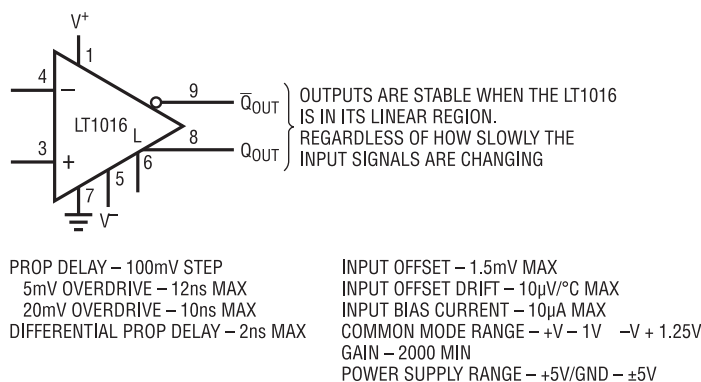 V+
1
4
−
LT1016
3
+
L
9
Q̅OUT
8
QOUT
6
5
7
V−
OUTPUTS ARE STABLE WHEN THE LT1016
IS IN ITS LINEAR REGION.
REGARDLESS OF HOW SLOWLY THE
INPUT SIGNALS ARE CHANGING
PROP DELAY – 100mV STEP
5mV OVERDRIVE – 12ns MAX
20mV OVERDRIVE – 10ns MAX
DIFFERENTIAL PROP DELAY – 2ns MAX
INPUT OFFSET – 1.5mV MAX
INPUT OFFSET DRIFT – 10µV/°C MAX
INPUT BIAS CURRENT – 10µA MAX
COMMON MODE RANGE – +V – 1V –V + 1.25V
GAIN – 2000 MIN
POWER SUPPLY RANGE – +5V/GND – ±5V